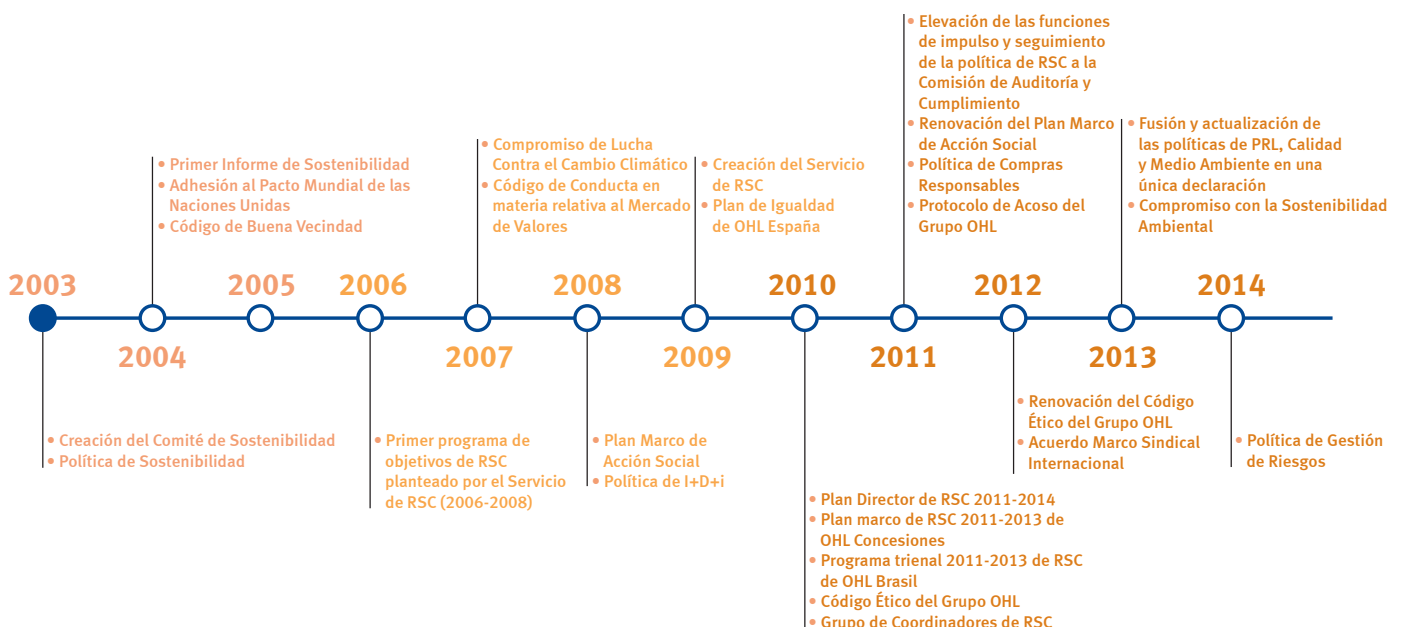 • Elevación de las funciones
de impulso y seguimiento
de la política de RSC a la
Comisión de Auditoría y
Cumplimiento
• Renovación del Plan Marco
de Acción Social
• Política de Compras
Responsables
• Protocolo de Acoso del
Grupo OHL
• Fusión y actualización de
las políticas de PRL, Calidad
y Medio Ambiente en una
única declaración
• Compromiso con la Sostenibilidad
Ambiental
• Compromiso de Lucha
Contra el Cambio Climático
• Código de Conducta en
materia relativa al Mercado
de Valores
• Primer Informe de Sostenibilidad
• Adhesión al Pacto Mundial de las
Naciones Unidas
• Código de Buena Vecindad
• Creación del Servicio
de RSC
• Plan de Igualdad
de OHL España
2003
2005
2006
2008
2010
2012
2014
2004
2007
2009
2011
2013
• Creación del Comité de Sostenibilidad
• Política de Sostenibilidad
• Primer programa de
objetivos de RSC
planteado por el Servicio
de RSC (2006-2008)
• Plan Marco de
Acción Social
• Política de I+D+i
• Renovación del Código
Ético del Grupo OHL
• Acuerdo Marco Sindical
Internacional
• Política de Gestión
de Riesgos
• Plan Director de RSC 2011-2014
• Plan marco de RSC 2011-2013 de
OHL Concesiones
• Programa trienal 2011-2013 de RSC
de OHL Brasil
• Código Ético del Grupo OHL
• Grupo de Coordinadores de RSC